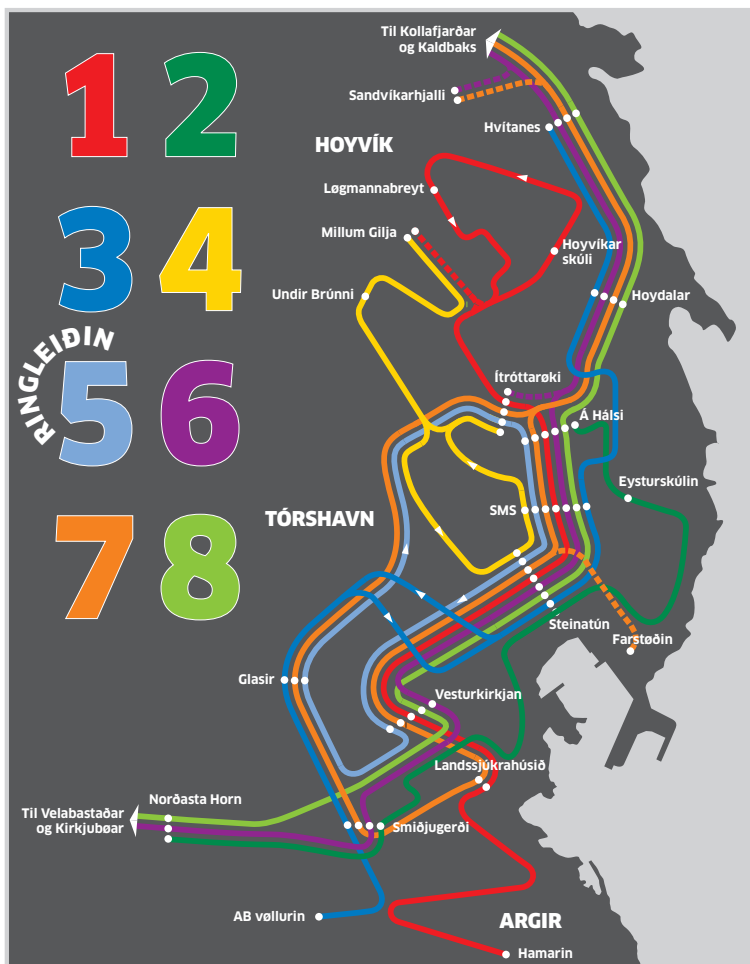 Til Kollafjarðar
og Kaldbaks
1
2
Sandvíkarhjalli
Hvítanes
HOYVÍK
Løgmannabreyt
3
4
Millum Gilja
Hoyvíkar
skúli
Undir Brúnni
Hoydalar
RINGLEIÐIN
5
6
Ítróttarøki
Á Hálsi
Eysturskúlin
SMS
TÓRSHAVN
7
8
Steinatún
Farstøðin
Glasir
Vesturkirkjan
Landssjúkrahúsið
Norðasta Horn
Til Velabastaðar
og Kirkjubøar
Smiðjugerði
AB vøllurin
ARGIR
Hamarin